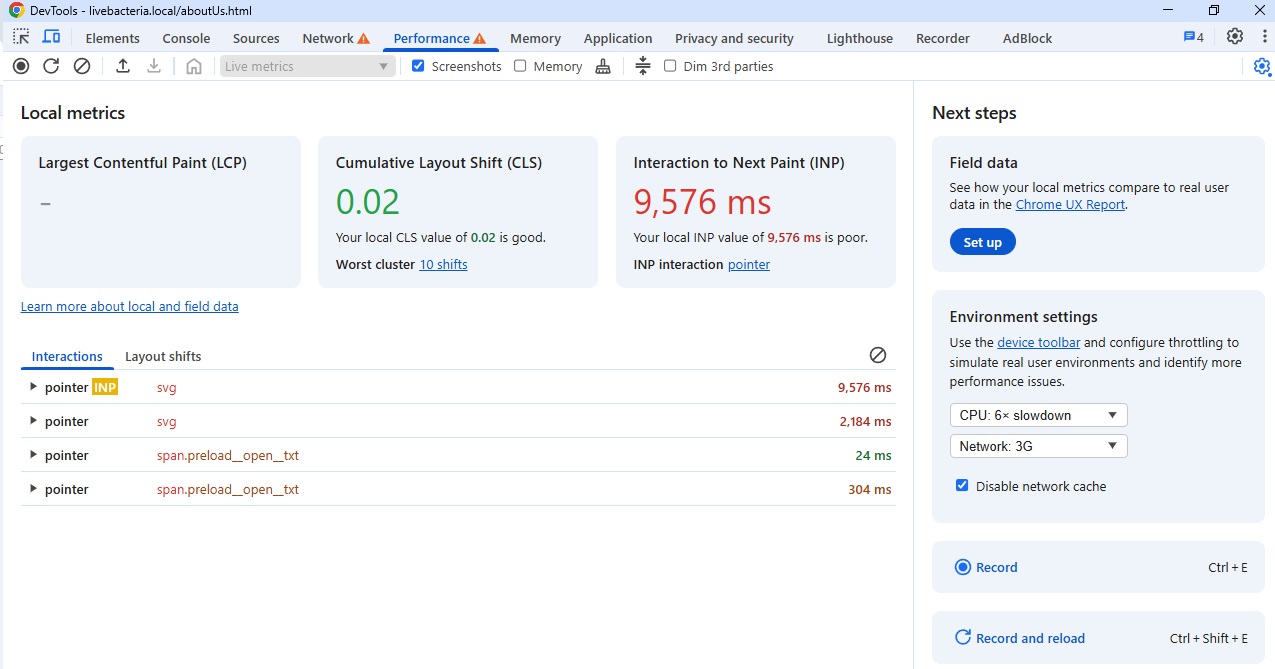 DevTools - livebacteria.local/aboutUs.html
Elements Console Sources Network Performance Memory Application Privacy and security Lighthouse Recorder AdBlock 4
Live metrics Screenshots Memory Dim 3rd parties
Local metrics
Largest Contentful Paint (LCP)
–
Cumulative Layout Shift (CLS)
0.02
Your local CLS value of 0.02 is good.
Worst cluster 10 shifts
Interaction to Next Paint (INP)
9,576 ms
Your local INP value of 9,576 ms is poor.
INP interaction pointer
Learn more about local and field data
Interactions Layout shifts
pointer INP svg 9,576 ms
pointer svg 2,184 ms
pointer span.preload__open__txt 24 ms
pointer span.preload__open__txt 304 ms
Next steps
Field data
See how your local metrics compare to real user
data in the Chrome UX Report.
Set up
Environment settings
Use the device toolbar and configure throttling to
simulate real user environments and identify more
performance issues.
CPU: 6× slowdown
Network: 3G
Disable network cache
Record Ctrl + E
Record and reload Ctrl + Shift + E